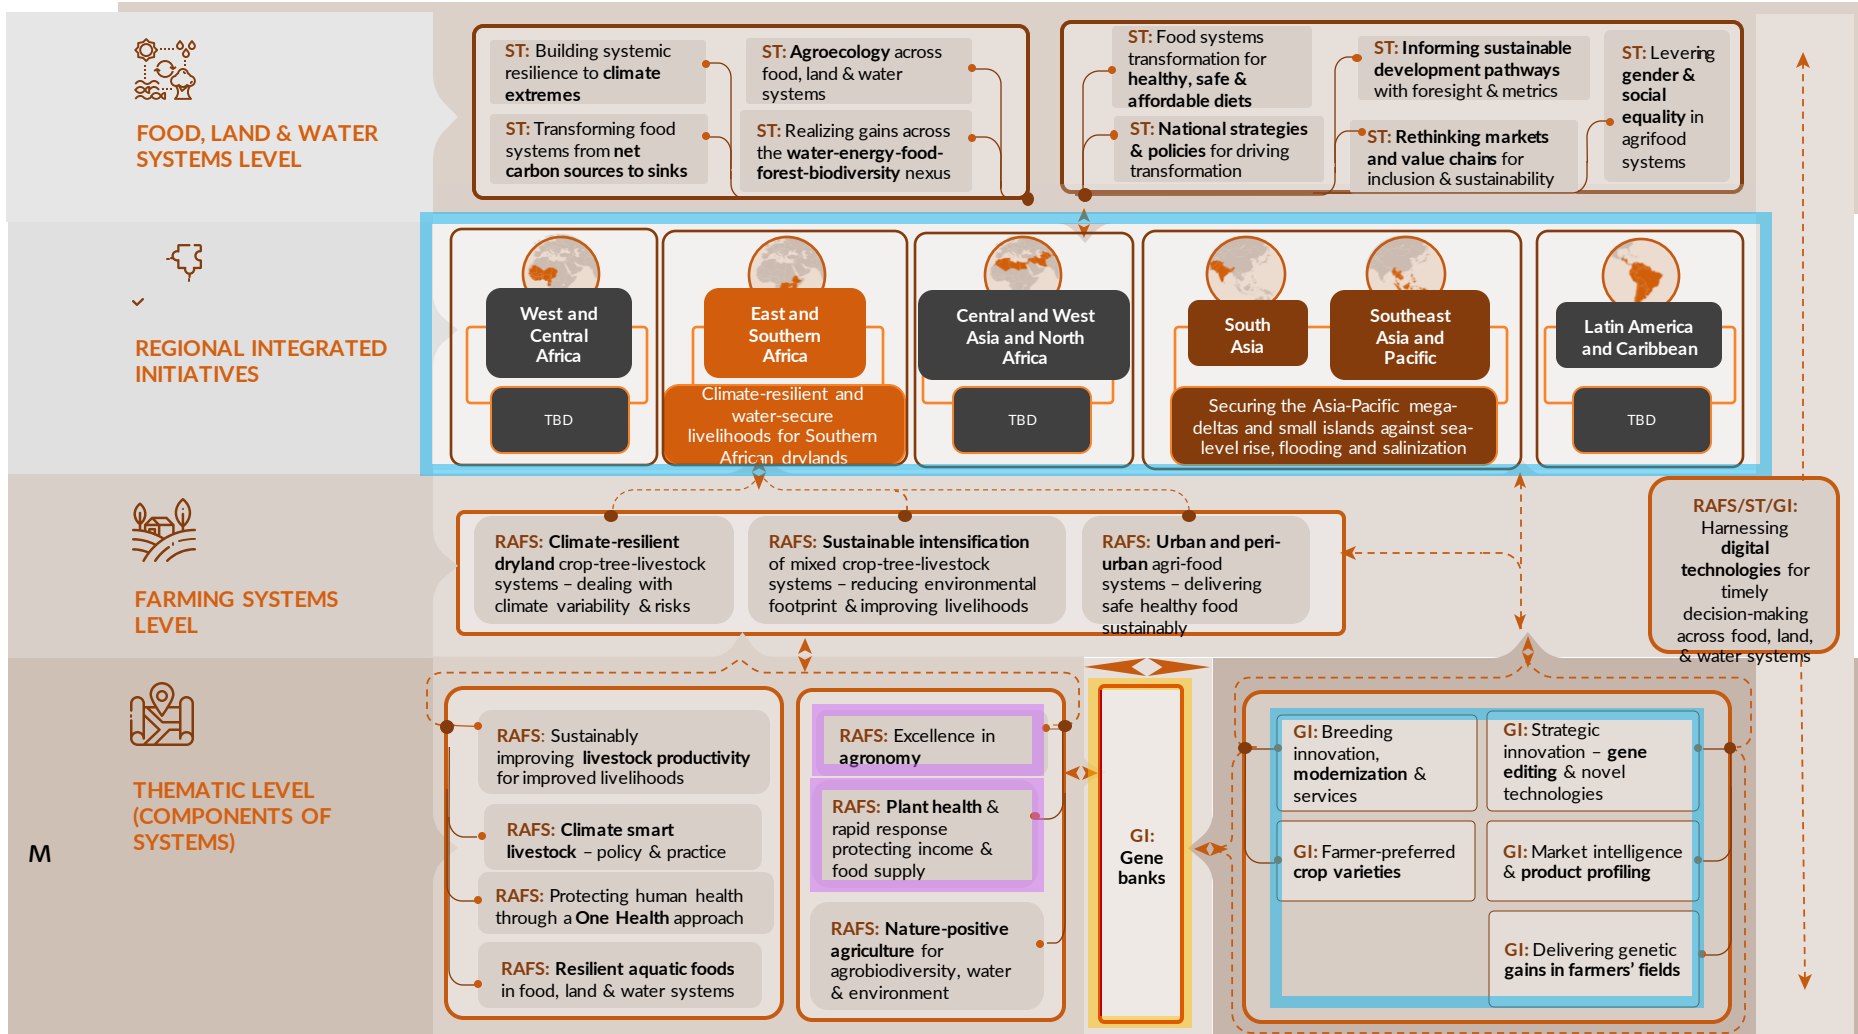 FOOD, LAND & WATER
SYSTEMS LEVEL
ST: Building systemic
resilience to climate
extremes
ST: Agroecology across
food, land & water
systems
ST: Transforming food
systems from net
carbon sources to sinks
ST: Realizing gains across
the water-energy-food-
forest-biodiversity nexus
ST: Food systems
transformation for
healthy, safe &
affordable diets
ST: National strategies
& policies for driving
transformation
ST: Informing sustainable
development pathways
with foresight & metrics
ST: Rethinking markets
and value chains for
inclusion & sustainability
ST: Levering
gender &
social
equality in
agrifood
systems
REGIONAL INTEGRATED
INITIATIVES
West and
Central
Africa
TBD
East and
Southern
Africa
Climate-resilient and
water-secure
livelihoods for Southern
African drylands
Central and West
Asia and North
Africa
TBD
South
Asia
Southeast
Asia and
Pacific
Securing the Asia-Pacific mega-
deltas and small islands against sea-
level rise, flooding and salinization
Latin America
and Caribbean
TBD
FARMING SYSTEMS
LEVEL
RAFS: Climate-resilient
dryland crop-tree-livestock
systems – dealing with
climate variability & risks
RAFS: Sustainable intensification
of mixed crop-tree-livestock
systems – reducing environmental
footprint & improving livelihoods
RAFS: Urban and peri-
urban agri-food
systems – delivering
safe healthy food
sustainably
RAFS/ST/GI:
Harnessing
digital
technologies for
timely
decision-making
across food, land,
& water systems
THEMATIC LEVEL
(COMPONENTS OF
SYSTEMS)
M
RAFS: Sustainably
improving livestock productivity
for improved livelihoods
RAFS: Climate smart
livestock – policy & practice
RAFS: Protecting human health
through a One Health approach
RAFS: Resilient aquatic foods
in food, land & water systems
RAFS: Excellence in
agronomy
RAFS: Plant health &
rapid response
protecting income &
food supply
RAFS: Nature-positive
agriculture for
agrobiodiversity, water
& environment
GI:
Gene
banks
GI: Breeding
innovation,
modernization &
services
GI: Strategic
innovation – gene
editing & novel
technologies
GI: Farmer-preferred
crop varieties
GI: Market intelligence
& product profiling
GI: Delivering genetic
gains in farmers' fields